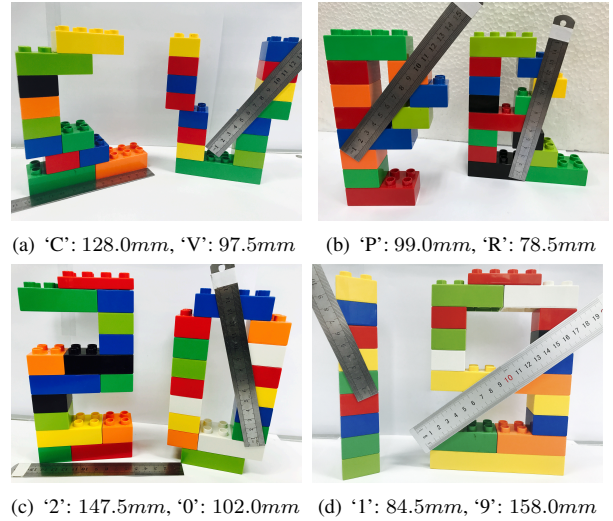 (a) ‘C’: 128.0mm, ‘V’: 97.5mm
(b) ‘P’: 99.0mm, ‘R’: 78.5mm
(c) ‘2’: 147.5mm, ‘0’: 102.0mm
(d) ‘1’: 84.5mm, ‘9’: 158.0mm